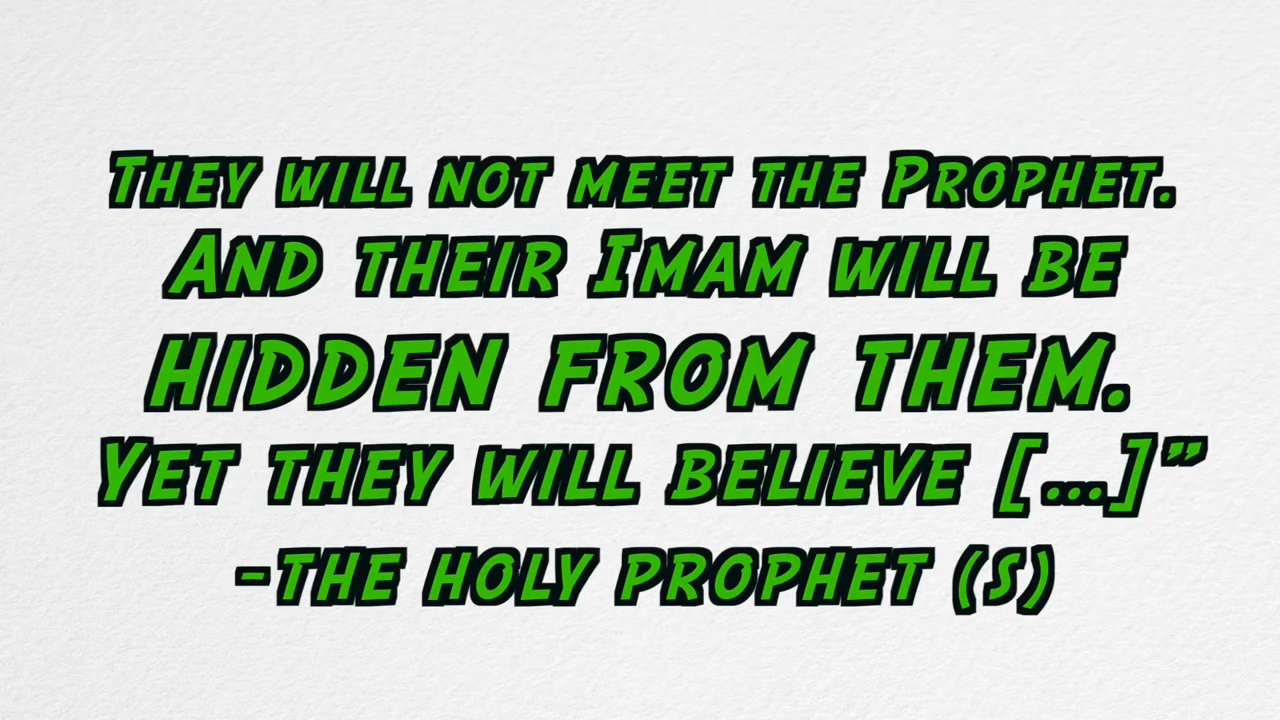 They will not meet the Prophet.
And their Imam will be
hidden from them.
Yet they will believe [...]”
-the holy prophet (s)